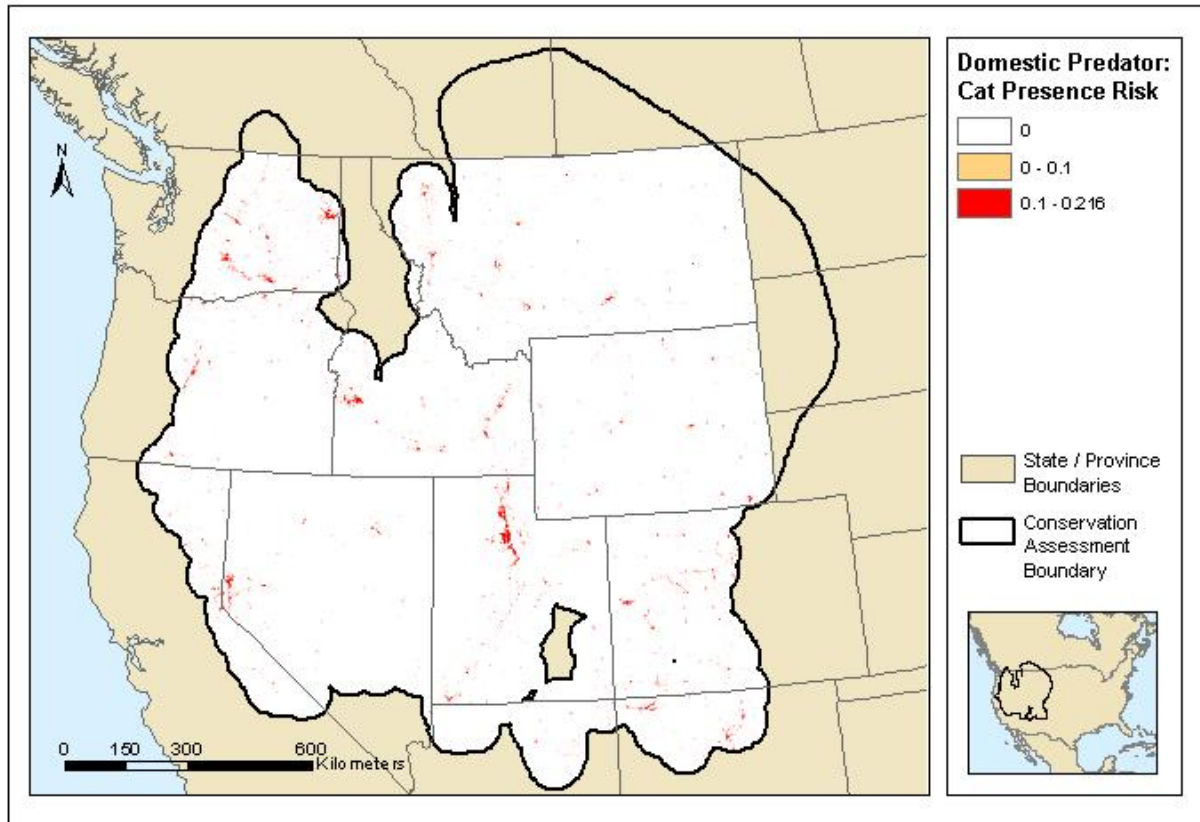 Domestic Predator:
Cat Presence Risk
0
0 - 0.1
0.1 - 0.216
State / Province
Boundaries
Conservation
Assessment
Boundary
N
0 150 300 600
Kilometers